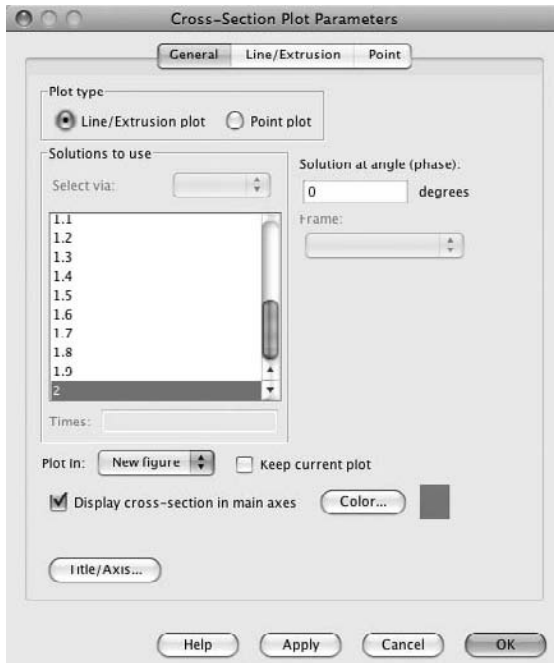 Cross-Section Plot Parameters
General Line/Extrusion Point
Plot type
Line/Extrusion plot Point plot
Solutions to use
Select via:
1.1
1.2
1.3
1.4
1.5
1.6
1.7
1.8
1.9
2
Times:
Solution at angle (phase):
0 degrees
Frame:
Plot in: New figure Keep current plot
Display cross-section in main axes Color...
Title/Axis...
Help Apply Cancel OK